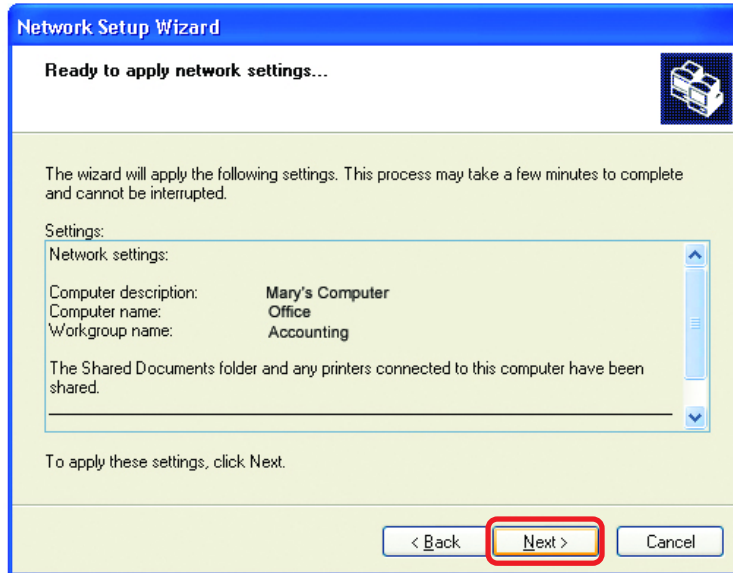 Network Setup Wizard
Ready to apply network settings...
The wizard will apply the following settings. This process may take a few minutes to complete
and cannot be interrupted.
Settings:
Network settings:
Computer description: Mary's Computer
Computer name: Office
Workgroup name: Accounting
The Shared Documents folder and any printers connected to this computer have been
shared.
To apply these settings, click Next.
< Back Next > Cancel